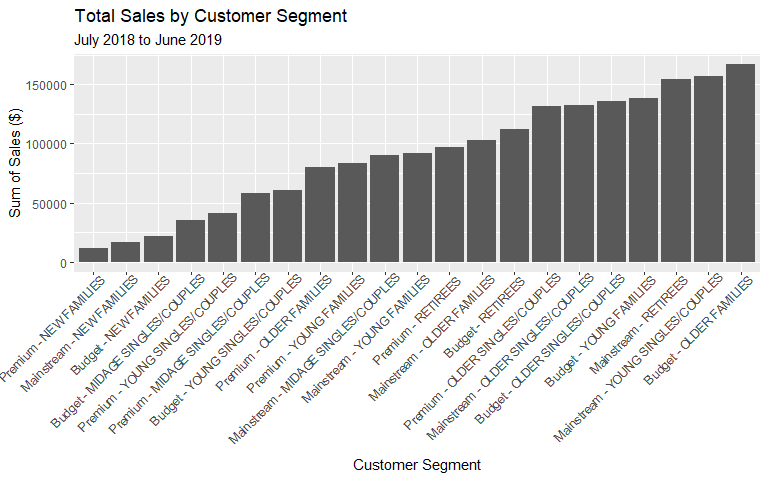 Total Sales by Customer Segment
July 2018 to June 2019
Sum of Sales ($)
150000
100000
50000
0
Premium - NEW FAMILIES
Mainstream - NEW FAMILIES
Budget - NEW FAMILIES
Budget - MIDAGE SINGLES/COUPLES
Premium - YOUNG SINGLES/COUPLES
Premium - MIDAGE SINGLES/COUPLES
Budget - YOUNG SINGLES/COUPLES
Premium - OLDER FAMILIES
Premium - YOUNG FAMILIES
Mainstream - MIDAGE SINGLES/COUPLES
Mainstream - YOUNG FAMILIES
Premium - RETIREES
Mainstream - OLDER FAMILIES
Budget - RETIREES
Premium - OLDER SINGLES/COUPLES
Mainstream - OLDER SINGLES/COUPLES
Budget - OLDER SINGLES/COUPLES
Budget - YOUNG FAMILIES
Mainstream - RETIREES
Mainstream - YOUNG SINGLES/COUPLES
Budget - OLDER FAMILIES
Customer Segment